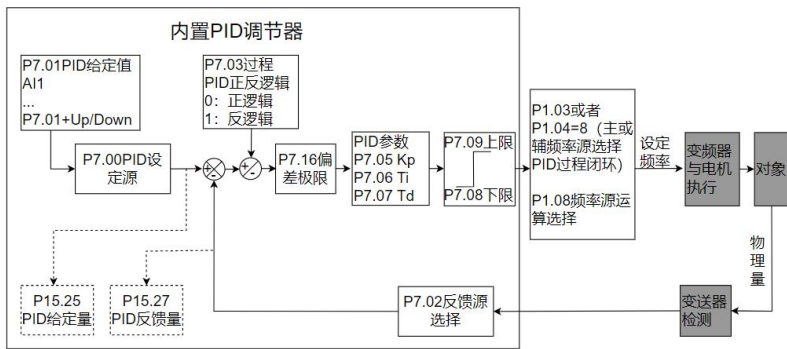 内置PID调节器
P7.01PID给定值
AI1
...
P7.01+Up/Down
P7.03过程
PID正反逻辑
0：正逻辑
1：反逻辑
P7.00PID设
定源
P7.16偏
差极限
PID参数
P7.05 Kp
P7.06 Ti
P7.07 Td
P7.09上限
P7.08下限
P1.03或者
P1.04=8（主或
辅频率源选择
PID过程闭环）
P1.08频率源运
算选择
设定
频率
变频器
与电机
执行
对象
物
理
量
P15.25
PID给定量
P15.27
PID反馈量
P7.02反馈源
选择
变送器
检测